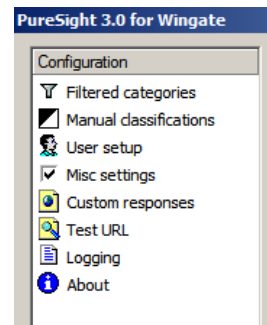 PureSight 3.0 for Wingate
Configuration
Filtered categories
Manual classifications
User setup
Misc settings
Custom responses
Test URL
Logging
About